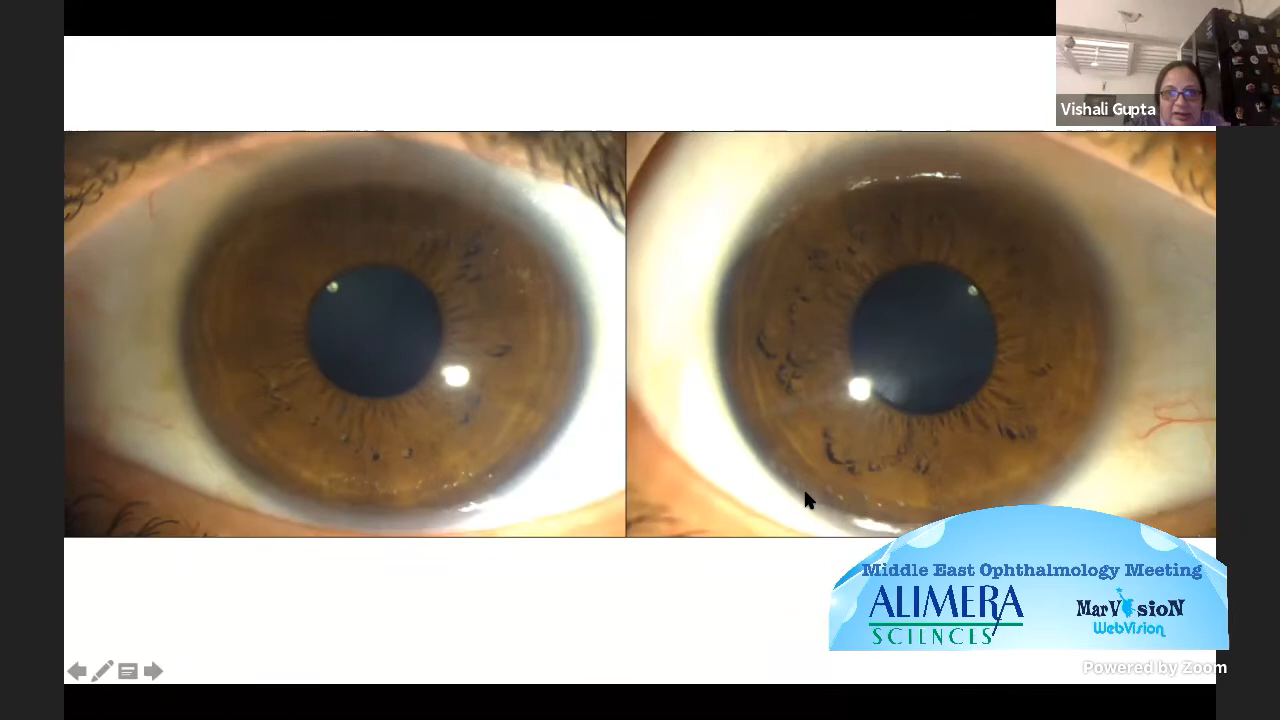 Vishali Gupta
Middle East Ophthalmology Meeting
ALIMERA
SCIENCES
MarVisioN
WebVision
Powered by Zoom